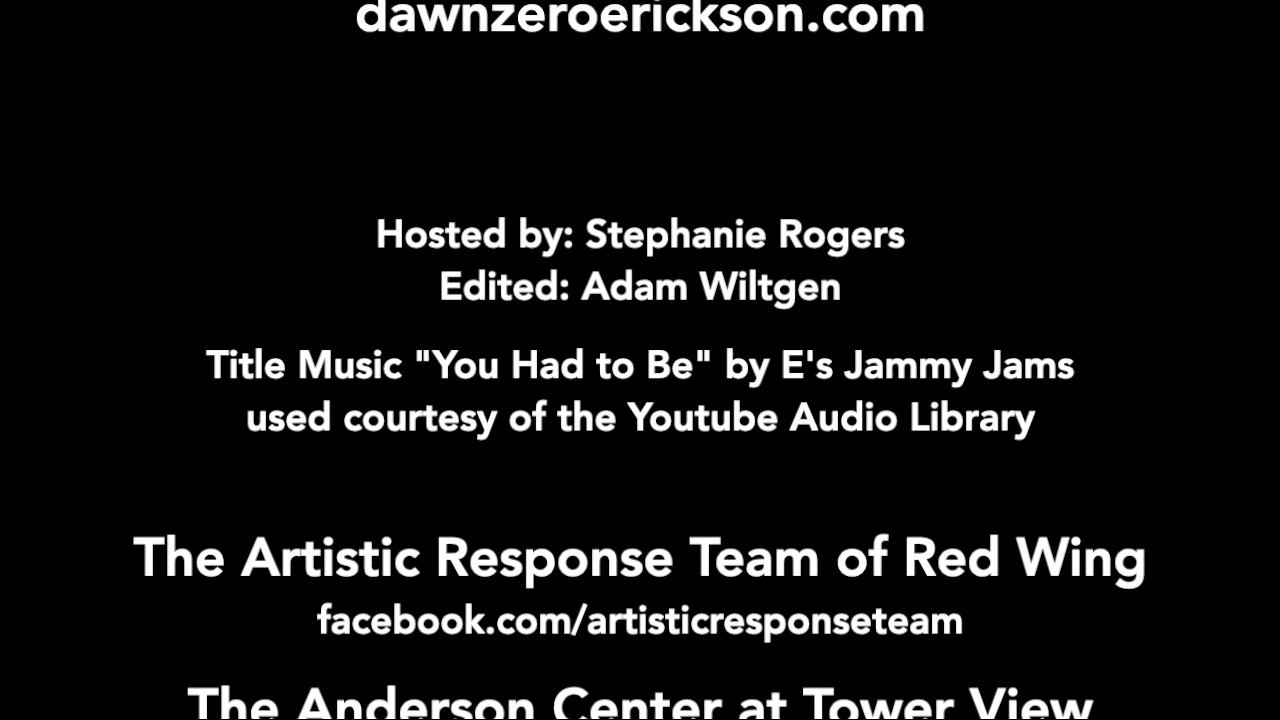 dawnzeroerickson.com
Hosted by: Stephanie Rogers
Edited: Adam Wiltgen
Title Music "You Had to Be" by E's Jammy Jams
used courtesy of the Youtube Audio Library
The Artistic Response Team of Red Wing
facebook.com/artisticresponseteam
The Anderson Center at Tower View